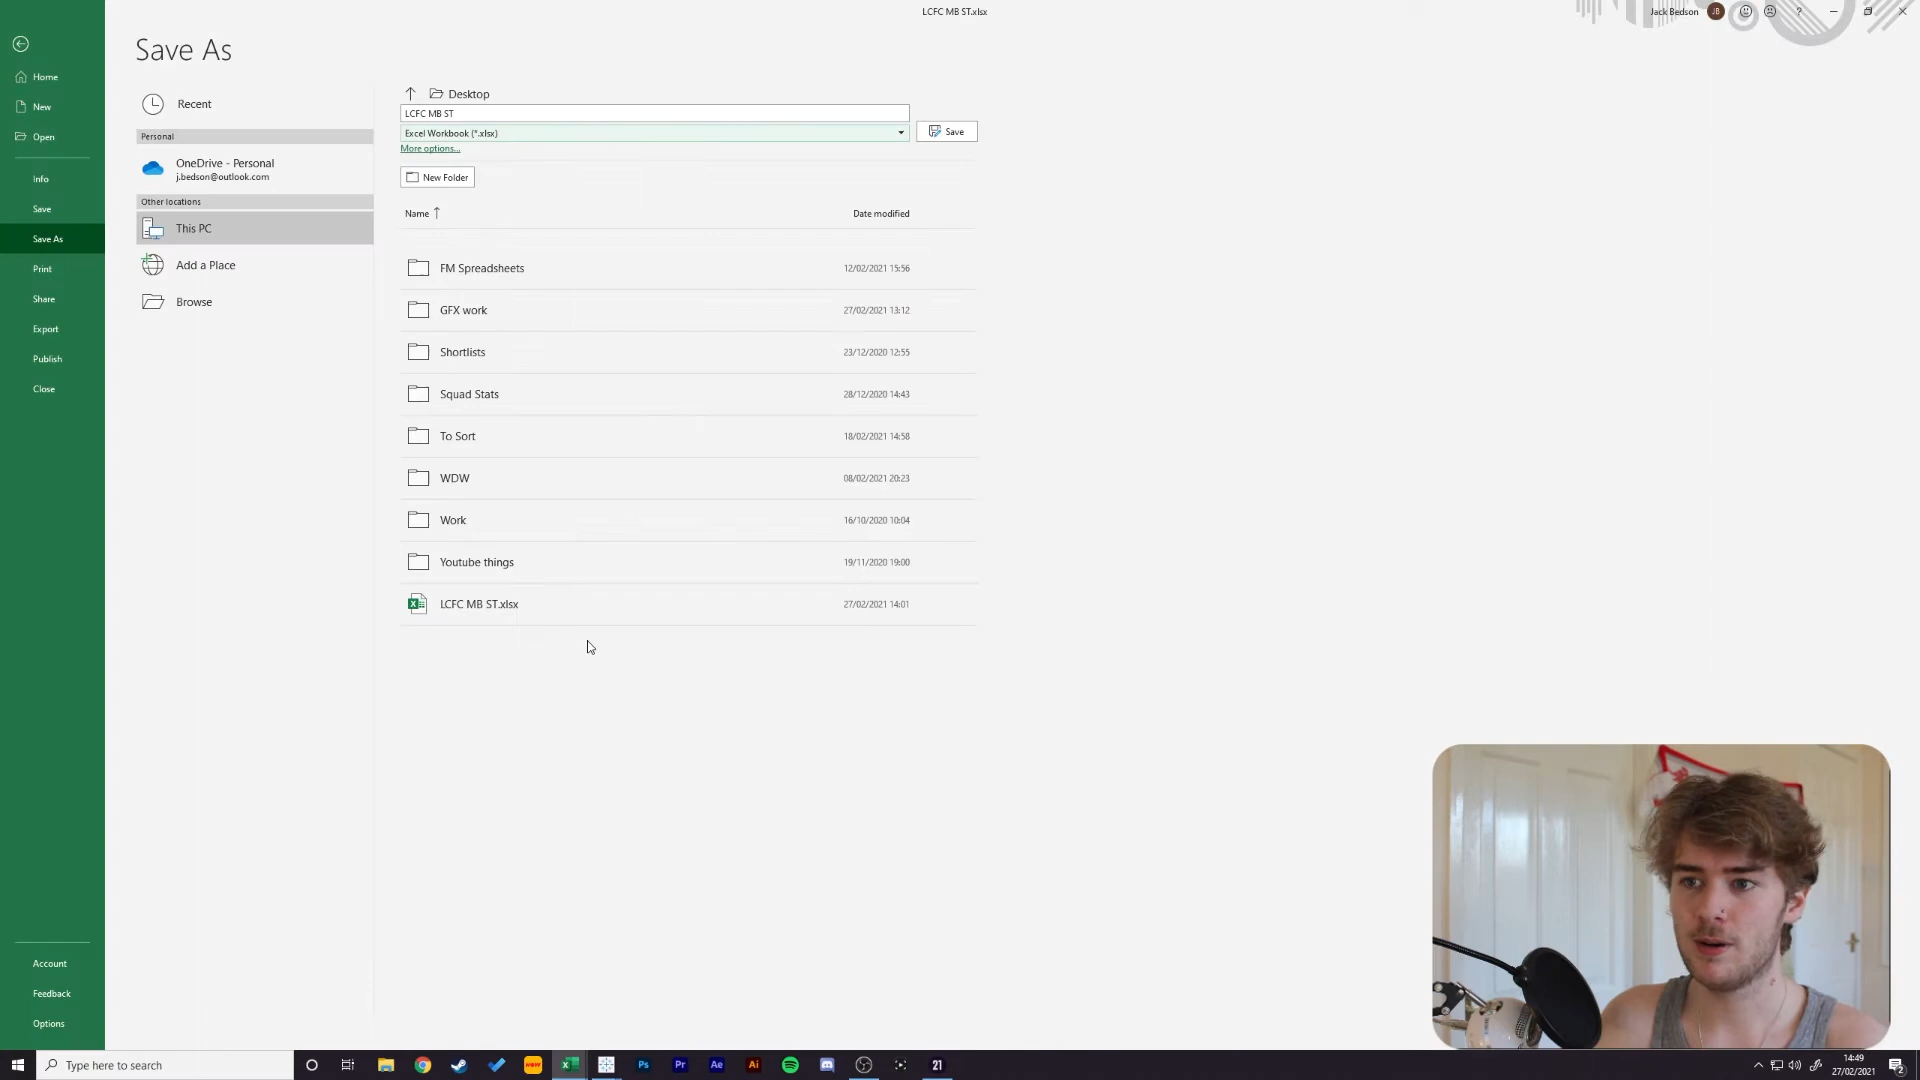 LCFC MB ST.xlsx
Jack Bedson
JB
?
Save As
Home
New
Open
Info
Save
Save As
Print
Share
Export
Publish
Close
Account
Feedback
Options
Recent
Personal
OneDrive - Personal
j.bedson@outlook.com
Other locations
This PC
Add a Place
Browse
Desktop
LCFC MB ST
Excel Workbook (*.xlsx)
Save
More options...
New Folder
Name
Date modified
FM Spreadsheets 12/02/2021 15:56
GFX work 27/02/2021 13:12
Shortlists 23/12/2020 12:55
Squad Stats 28/12/2020 14:43
To Sort 18/02/2021 14:58
WDW 08/02/2021 20:23
Work 16/10/2020 10:04
Youtube things 19/11/2020 19:00
LCFC MB ST.xlsx 27/02/2021 14:01
Type here to search
Ps
Pr
Ae
Ai
21
14:49
27/02/2021
2